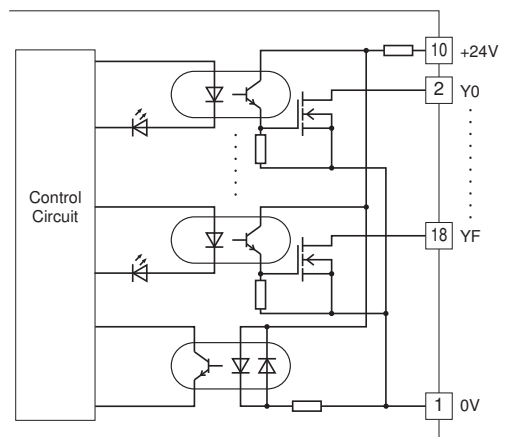 10 +24V
2 Y0
Control
Circuit
18 YF
1 0V